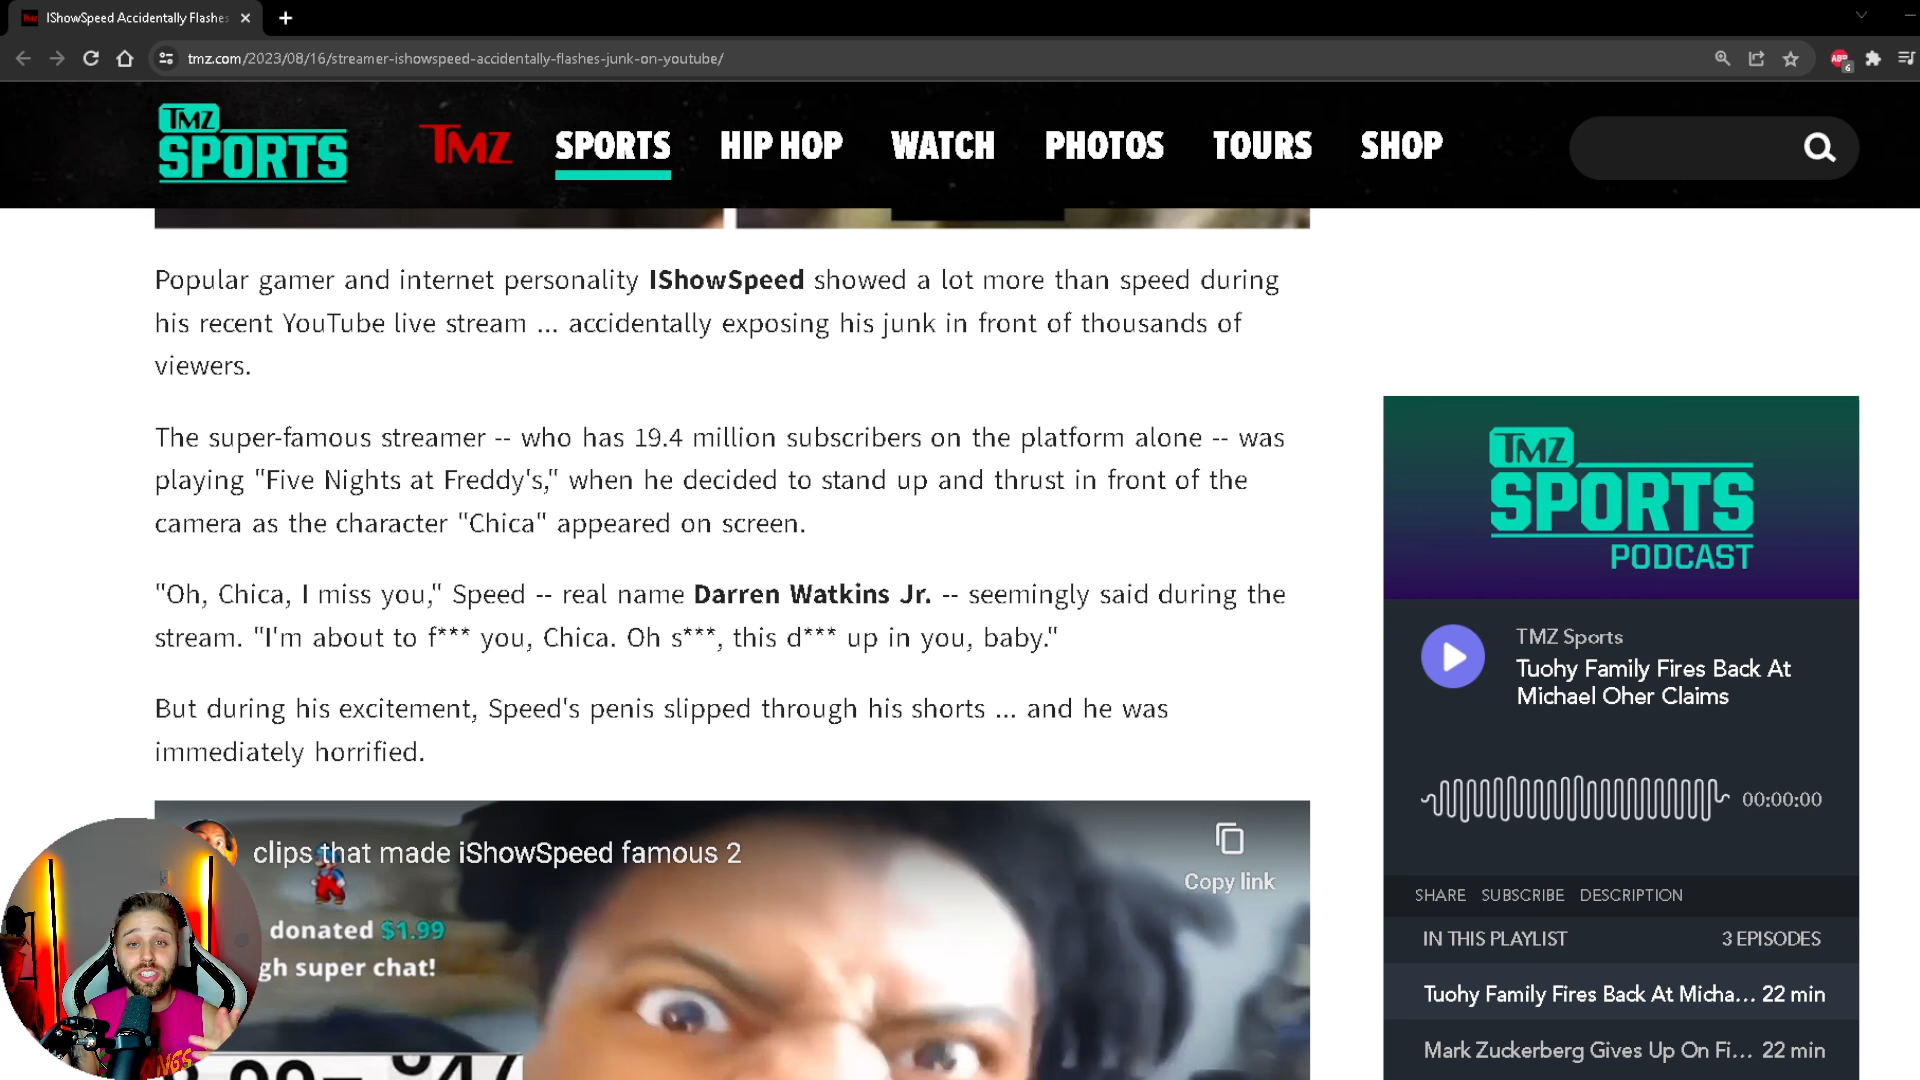 IShowSpeed Accidentally Flashes
tmz.com/2023/08/16/streamer-ishowspeed-accidentally-flashes-junk-on-youtube/
ABP
6
TMZ
SPORTS
TMZ
SPORTS
HIP HOP
WATCH
PHOTOS
TOURS
SHOP
Popular gamer and internet personality IShowSpeed showed a lot more than speed during
his recent YouTube live stream ... accidentally exposing his junk in front of thousands of
viewers.
The super-famous streamer -- who has 19.4 million subscribers on the platform alone -- was
playing "Five Nights at Freddy's," when he decided to stand up and thrust in front of the
camera as the character "Chica" appeared on screen.
"Oh, Chica, I miss you," Speed -- real name Darren Watkins Jr. -- seemingly said during the
stream. "I'm about to f*** you, Chica. Oh s***, this d*** up in you, baby."
But during his excitement, Speed's penis slipped through his shorts ... and he was
immediately horrified.
clips that made iShowSpeed famous 2
Copy link
donated $1.99
gh super chat!
TMZ
SPORTS
PODCAST
TMZ Sports
Tuohy Family Fires Back At
Michael Oher Claims
00:00:00
SHARE SUBSCRIBE DESCRIPTION
IN THIS PLAYLIST 3 EPISODES
Tuohy Family Fires Back At Micha... 22 min
Mark Zuckerberg Gives Up On Fi... 22 min